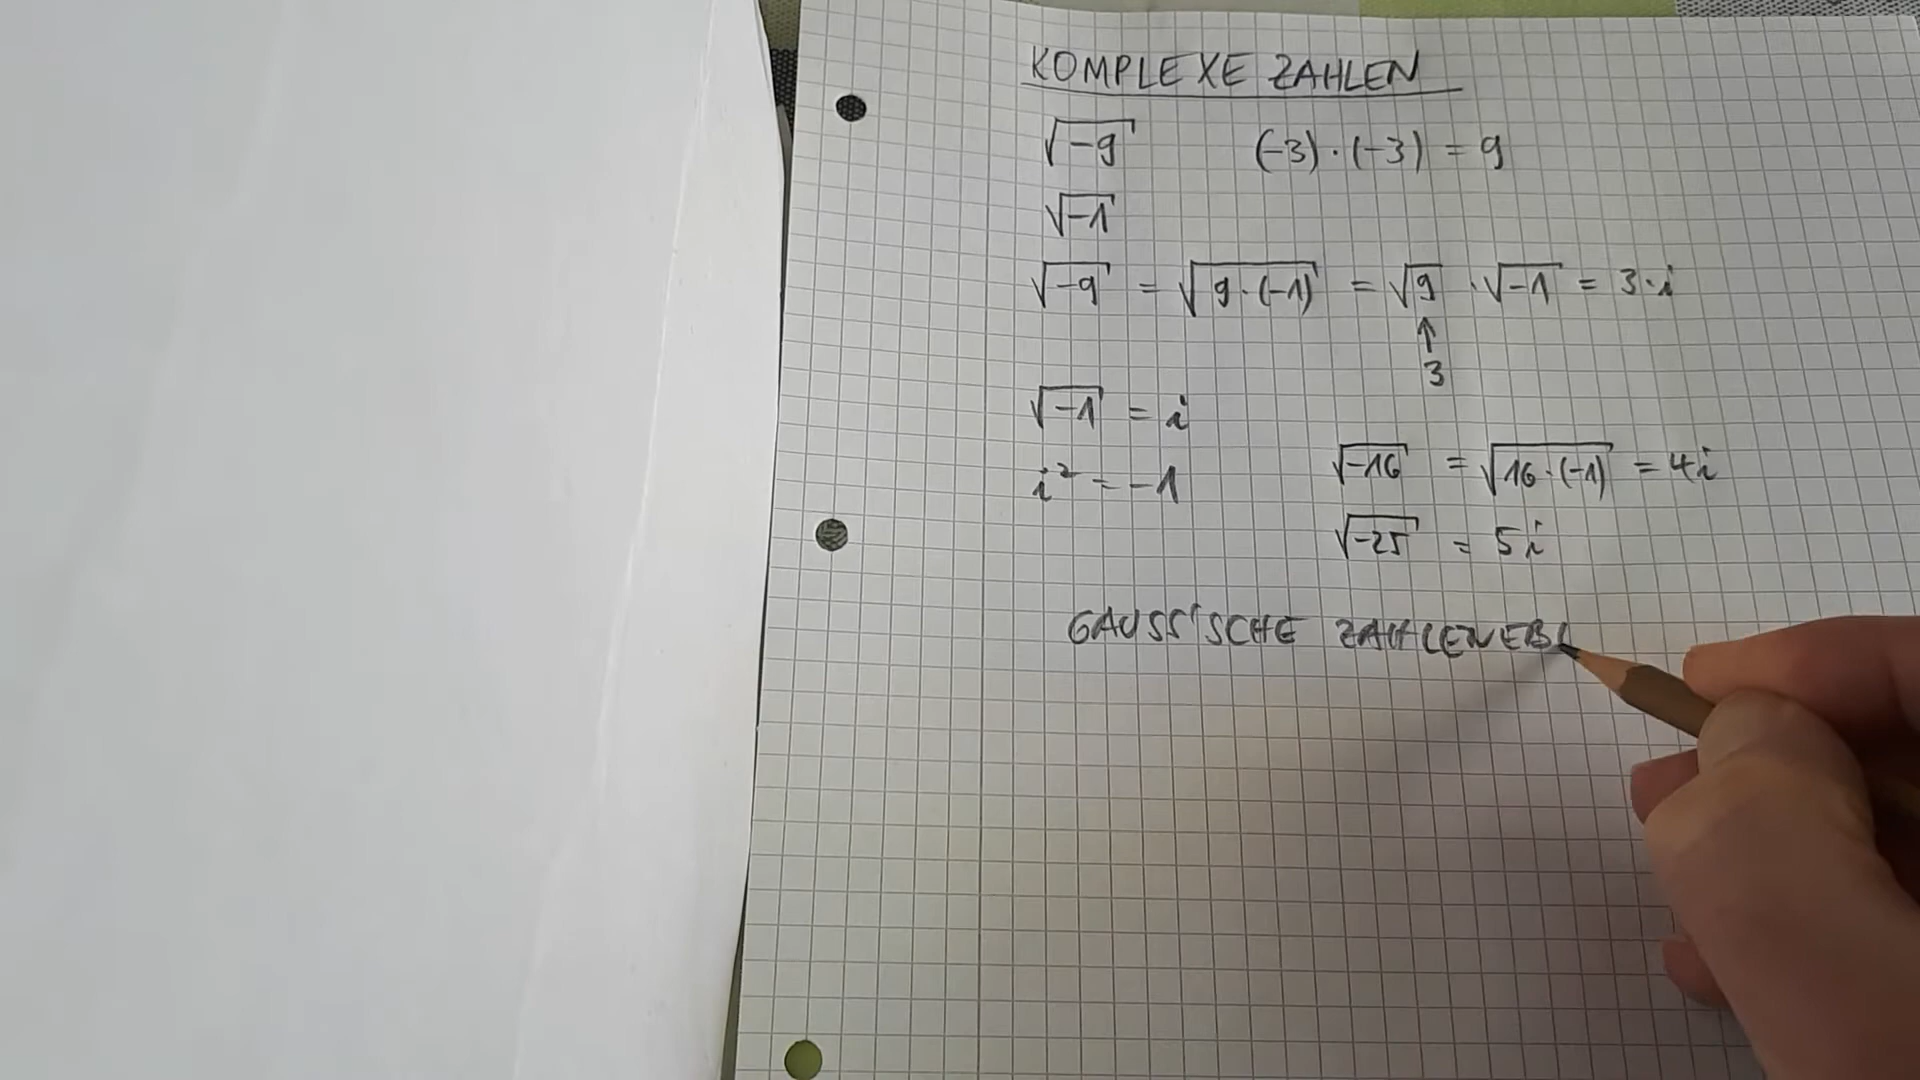 KOMPLEXE ZAHLEN
√-9 (-3)·(-3) = 9
√-1
√-9 = √9·(-1) = √9 · √-1 = 3·i
↑
3
√-1 = i
i² = -1
√-16 = √16·(-1) = 4i
√-25 = 5i
GAUSS'SCHE ZAHLENEB